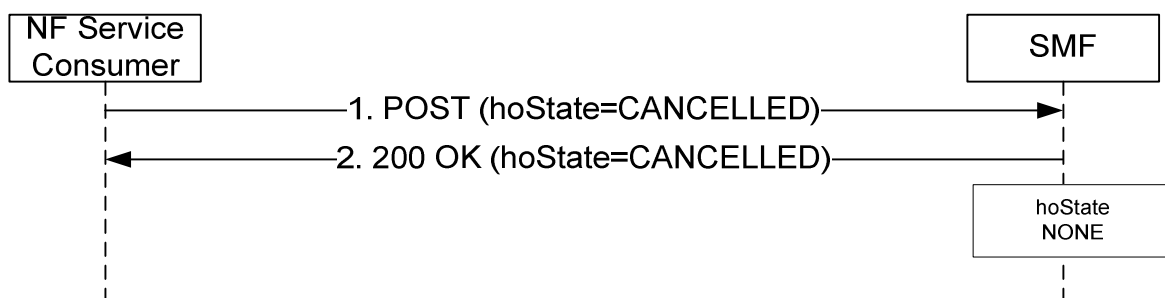 NF Service
Consumer
SMF
1. POST (hoState=CANCELLED)
2. 200 OK (hoState=CANCELLED)
hoState
NONE